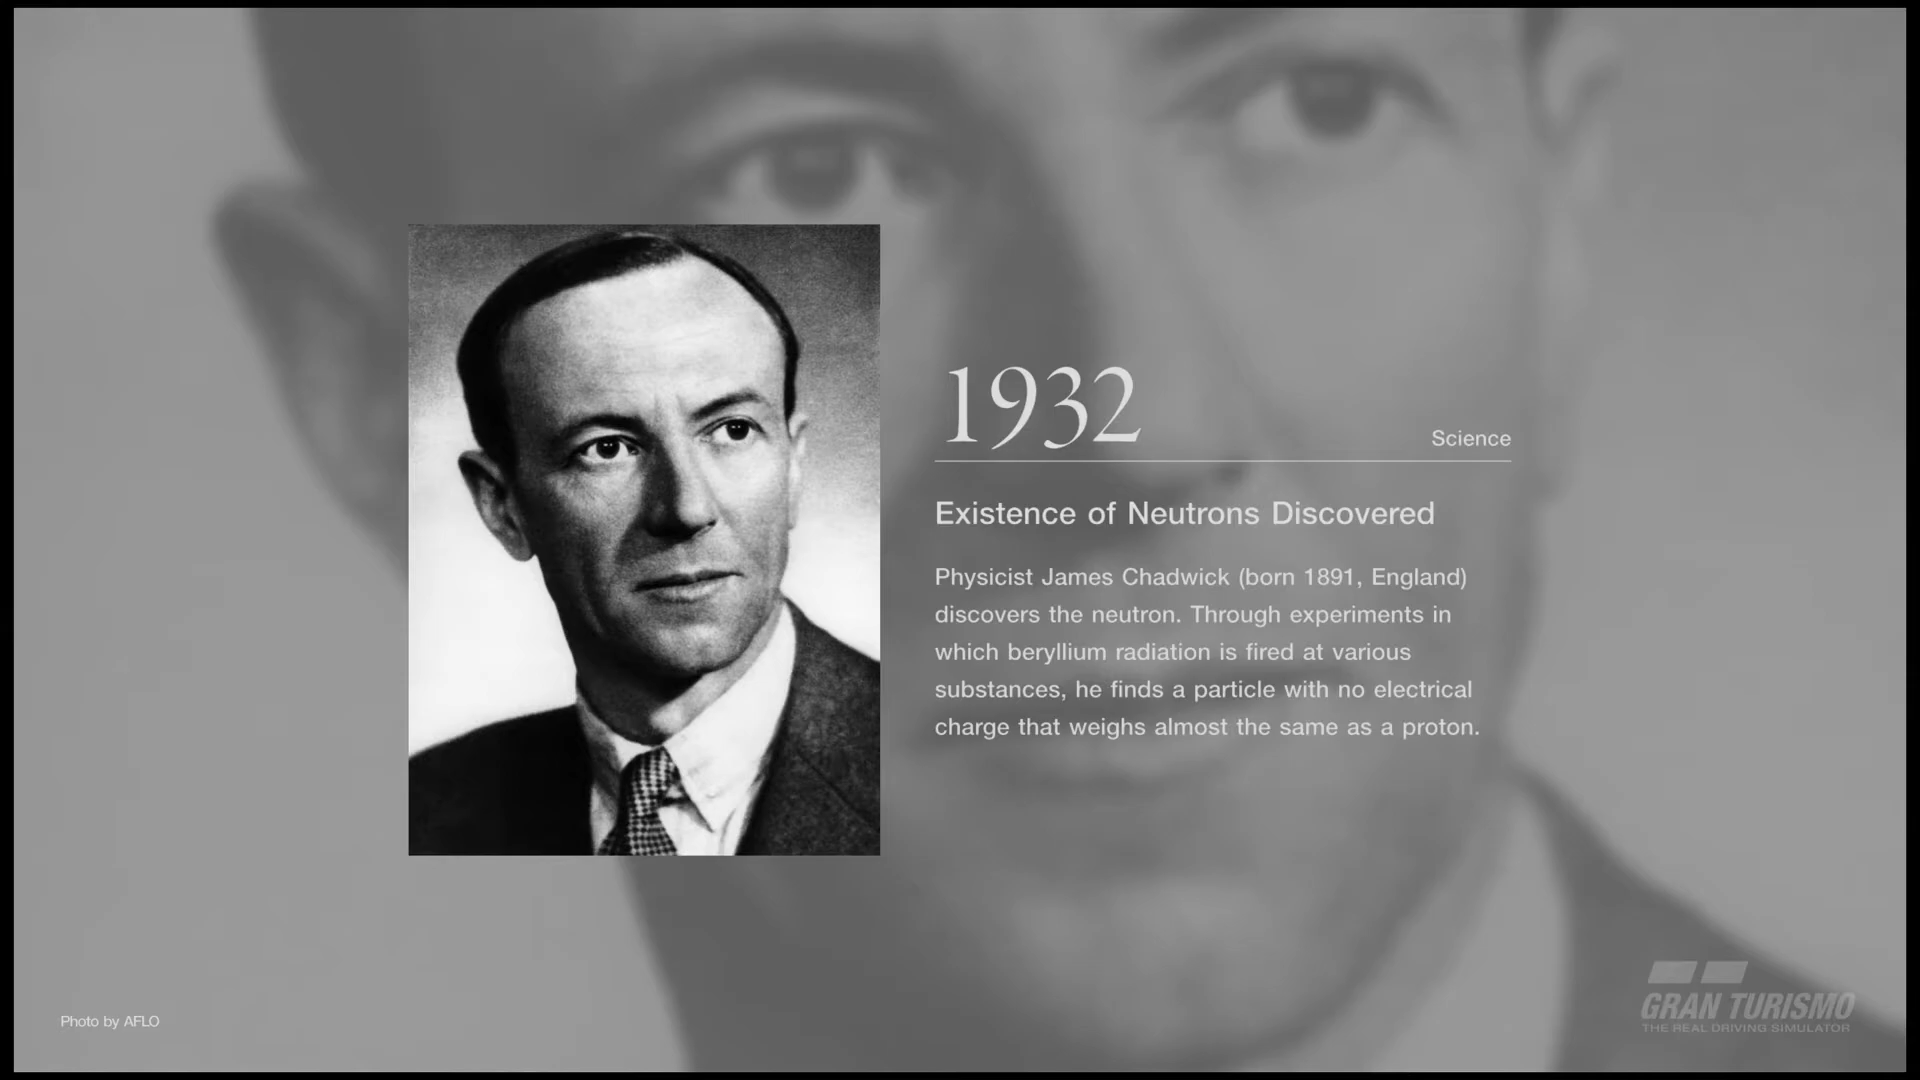 1932
Science
Existence of Neutrons Discovered
Physicist James Chadwick (born 1891, England)
discovers the neutron. Through experiments in
which beryllium radiation is fired at various
substances, he finds a particle with no electrical
charge that weighs almost the same as a proton.
Photo by AFLO
GRAN TURISMO
THE REAL DRIVING SIMULATOR